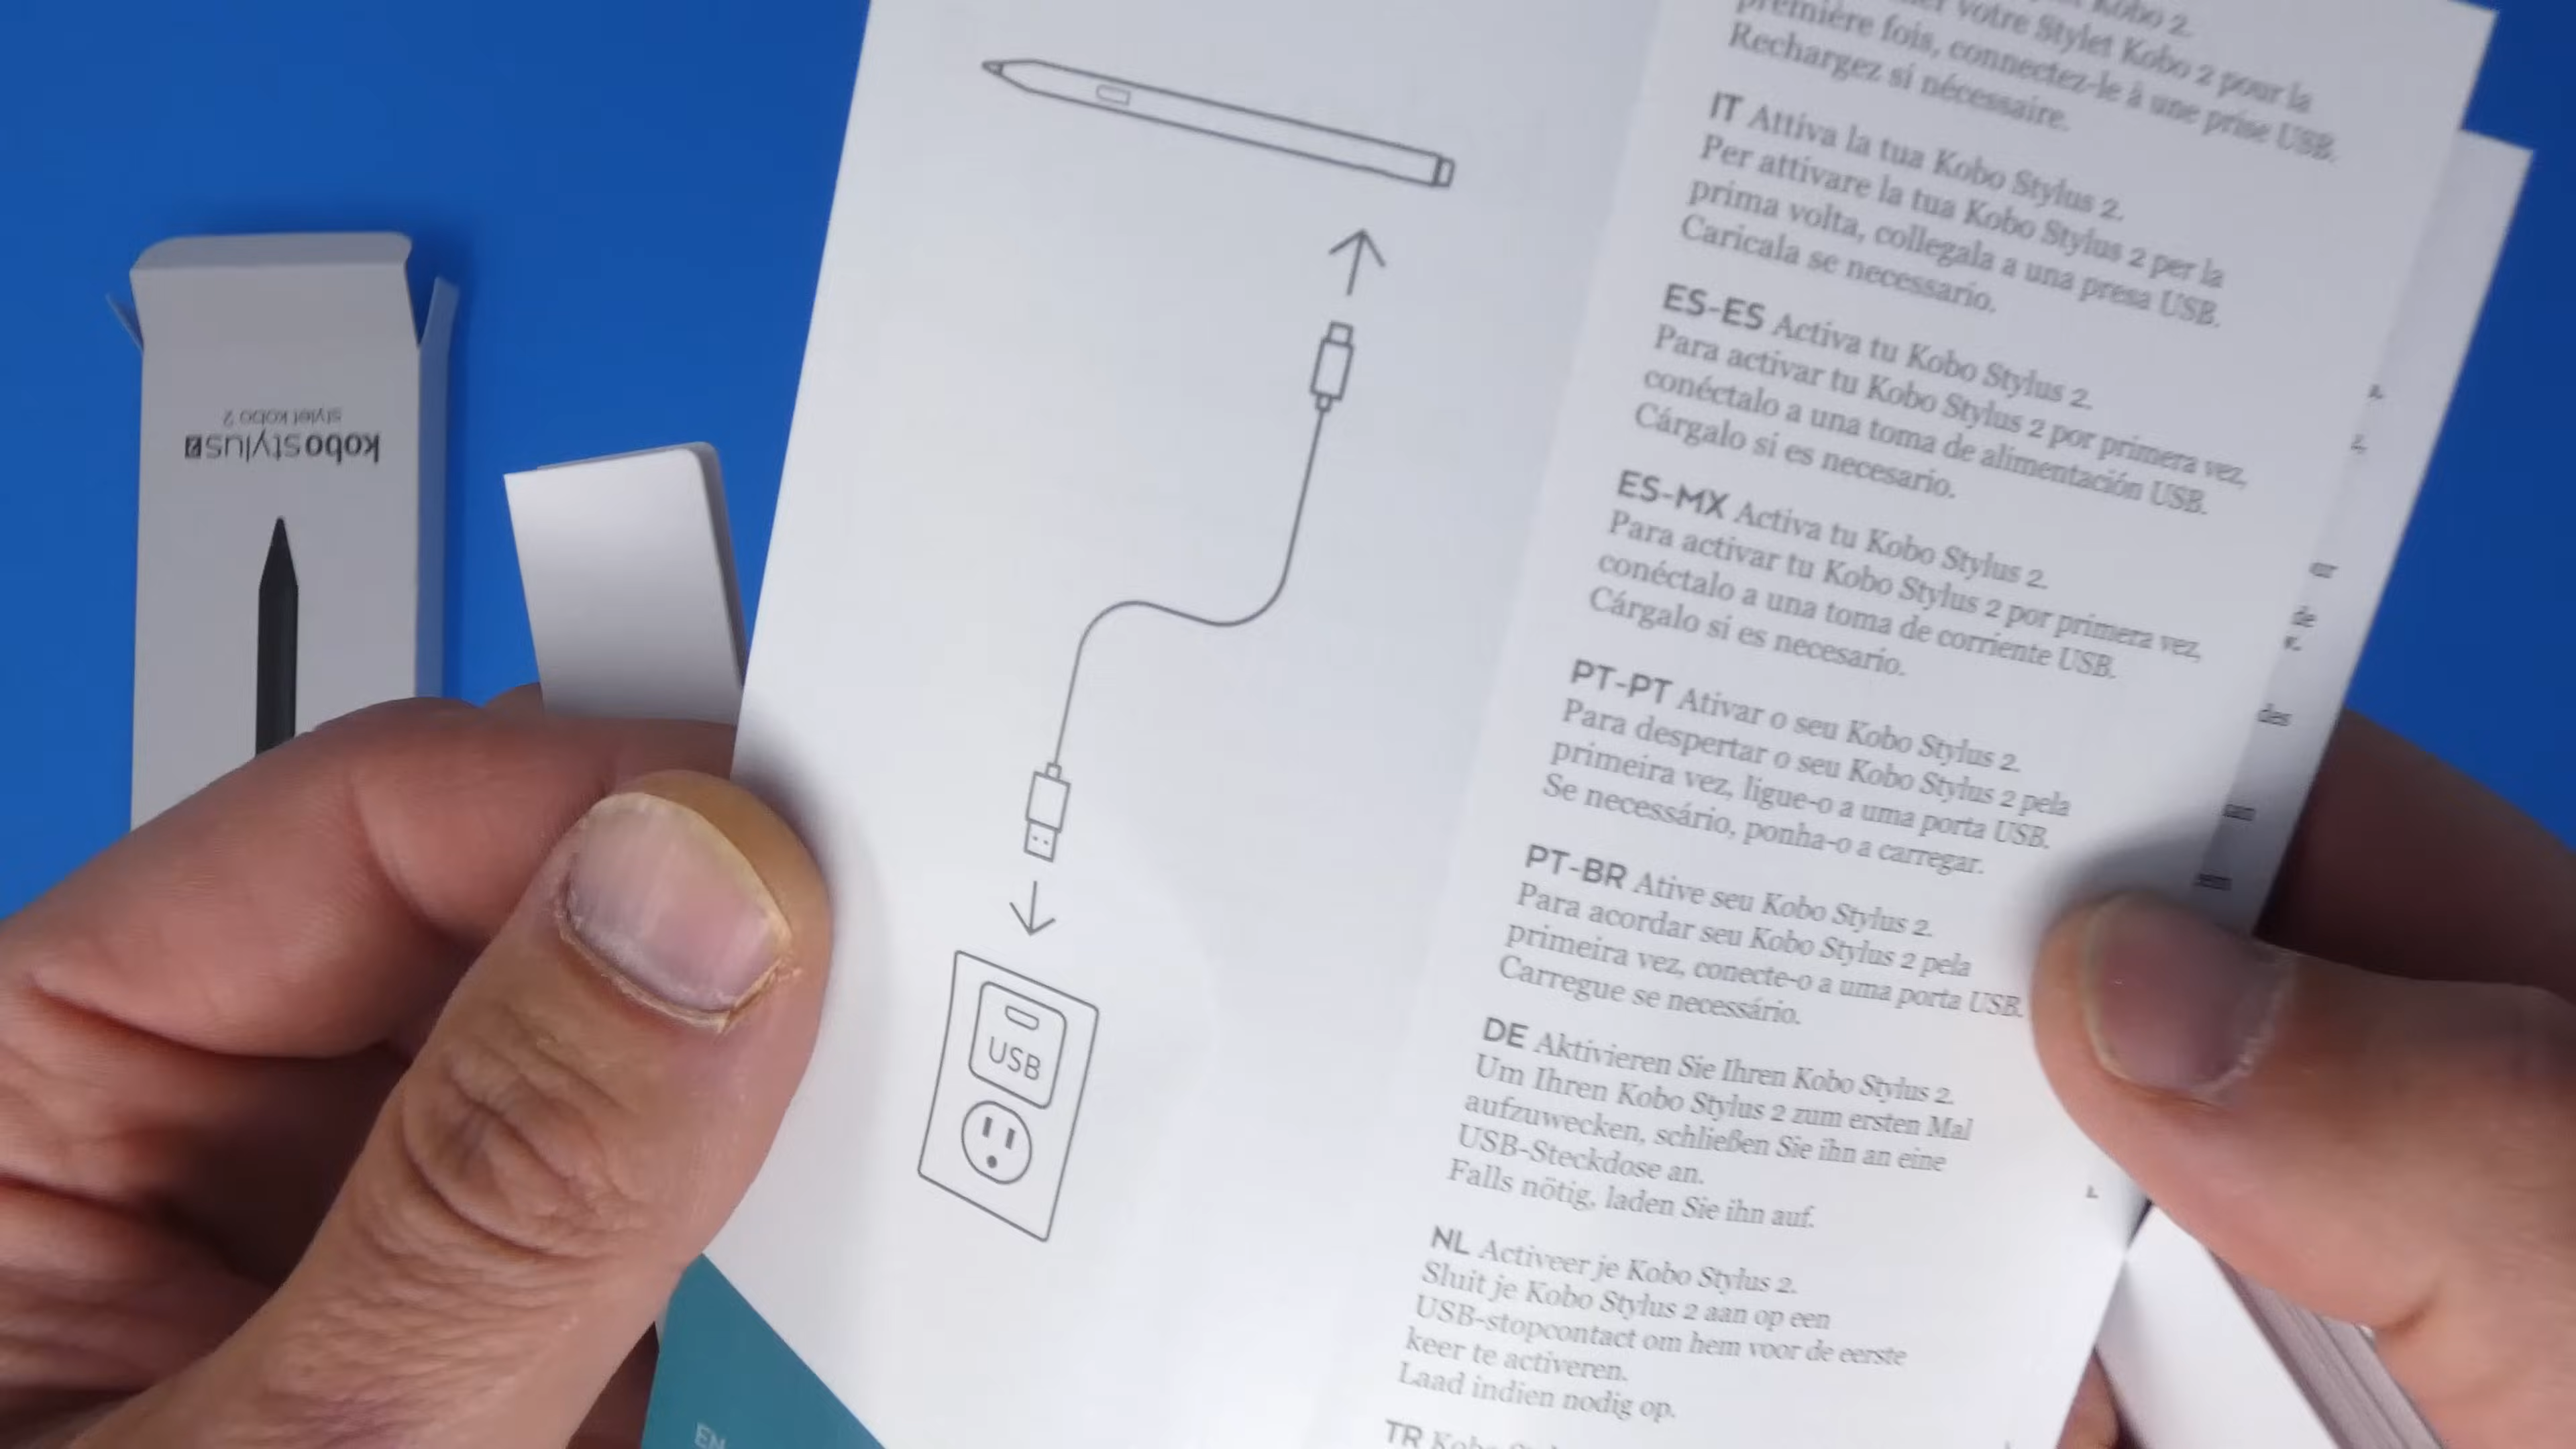 kobo stylus 2
stylet kobo 2
USB
Kobo 2.
votre Stylet Kobo 2 pour la
première fois, connectez-le à une prise USB.
Rechargez si nécessaire.
IT Attiva la tua Kobo Stylus 2.
Per attivare la tua Kobo Stylus 2 per la
prima volta, collegala a una presa USB.
Caricala se necessario.
ES-ES Activa tu Kobo Stylus 2.
Para activar tu Kobo Stylus 2 por primera vez,
conéctalo a una toma de alimentación USB.
Cárgalo si es necesario.
ES-MX Activa tu Kobo Stylus 2.
Para activar tu Kobo Stylus 2 por primera vez,
conéctalo a una toma de corriente USB.
Cárgalo si es necesario.
PT-PT Ativar o seu Kobo Stylus 2.
Para despertar o seu Kobo Stylus 2 pela
primeira vez, ligue-o a uma porta USB.
Se necessário, ponha-o a carregar.
PT-BR Ative seu Kobo Stylus 2.
Para acordar seu Kobo Stylus 2 pela
primeira vez, conecte-o a uma porta USB.
Carregue se necessário.
DE Aktivieren Sie Ihren Kobo Stylus 2.
Um Ihren Kobo Stylus 2 zum ersten Mal
aufzuwecken, schließen Sie ihn an eine
USB-Steckdose an.
Falls nötig, laden Sie ihn auf.
NL Activeer je Kobo Stylus 2.
Sluit je Kobo Stylus 2 aan op een
USB-stopcontact om hem voor de eerste
keer te activeren.
Laad indien nodig op.
TR
de
des
EN